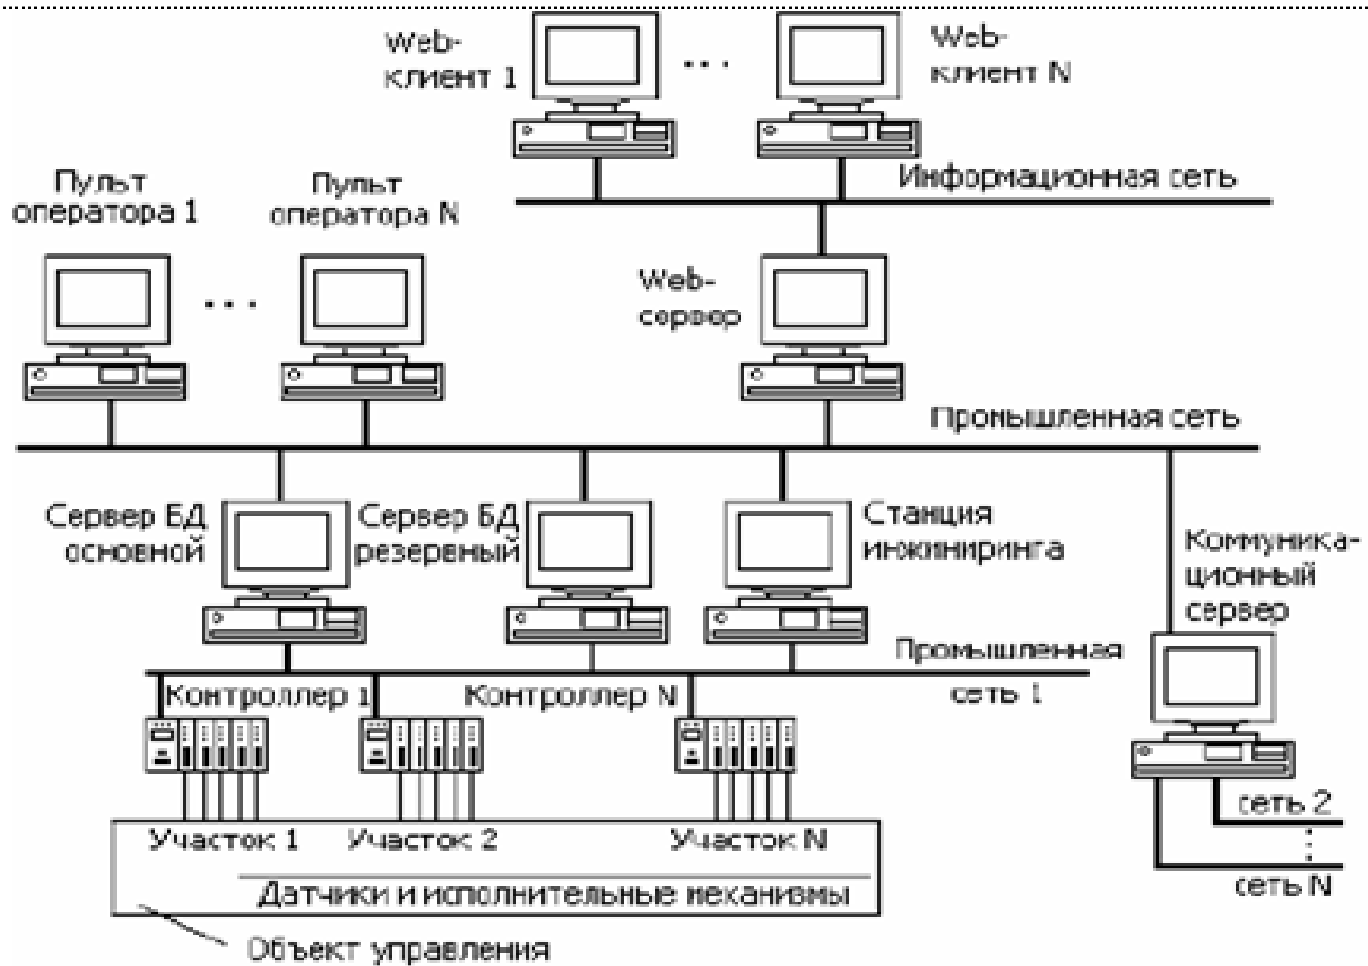 Web-
клиент 1
Web-
клиент N
Информационная сеть
Пульт
оператора 1
Пульт
оператора N
Web-
сервер
Промышленная сеть
Сервер БД
основной
Сервер БД
резервный
Станция
инжиниринга
Коммуника-
ционный
сервер
Промышленная
сеть 1
Контроллер 1
Контроллер N
сеть 2
сеть N
Участок 1
Участок 2
Участок N
Датчики и исполнительные механизмы
Объект управления